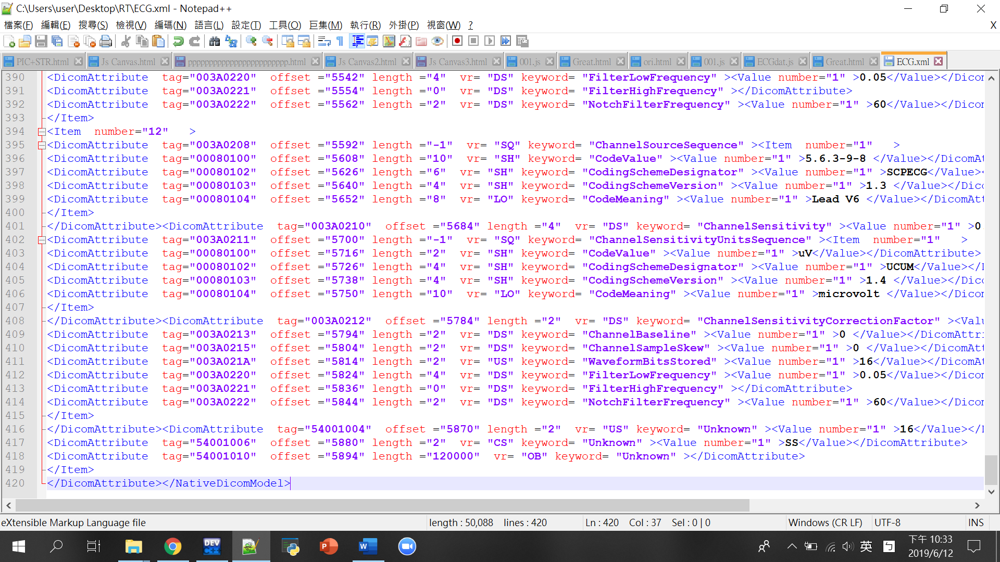 C:\Users\user\Desktop\RT\ECG.xml - Notepad++
檔案(F) 編輯(E) 搜尋(S) 檢視(V) 編碼(N) 語言(L) 設定(T) 工具(O) 巨集(M) 執行(R) 外掛(P) 視窗(W) ? X
PIC+STR.html Js Canvas.html Js Canvas2.html Js Canvas3.html 001.js Great.html ori.html 001.js ECGdat.js Great.html ECG.xml
390 <DicomAttribute tag="003A0220" offset ="5542" length ="4" vr= "DS" keyword= "FilterLowFrequency" ><Value number="1" >0.05</Value></Dicom
391 <DicomAttribute tag="003A0221" offset ="5554" length ="0" vr= "DS" keyword= "FilterHighFrequency" ></DicomAttribute>
392 <DicomAttribute tag="003A0222" offset ="5562" length ="2" vr= "DS" keyword= "NotchFilterFrequency" ><Value number="1" >60</Value></Dicom
393 </Item>
394 <Item number="12" >
395 <DicomAttribute tag="003A0208" offset ="5592" length ="-1" vr= "SQ" keyword= "ChannelSourceSequence" ><Item number="1" >
396 <DicomAttribute tag="00080100" offset ="5608" length ="10" vr= "SH" keyword= "CodeValue" ><Value number="1" >5.6.3-9-8 </Value></DicomAt
397 <DicomAttribute tag="00080102" offset ="5626" length ="6" vr= "SH" keyword= "CodingSchemeDesignator" ><Value number="1" >SCPECG</Value><
398 <DicomAttribute tag="00080103" offset ="5640" length ="4" vr= "SH" keyword= "CodingSchemeVersion" ><Value number="1" >1.3 </Value></Dico
399 <DicomAttribute tag="00080104" offset ="5652" length ="8" vr= "LO" keyword= "CodeMeaning" ><Value number="1" >Lead V6 </Value></DicomAtt
400 </Item>
401 </DicomAttribute><DicomAttribute tag="003A0210" offset ="5684" length ="4" vr= "DS" keyword= "ChannelSensitivity" ><Value number="1" >0
402 <DicomAttribute tag="003A0211" offset ="5700" length ="-1" vr= "SQ" keyword= "ChannelSensitivityUnitsSequence" ><Item number="1" >
403 <DicomAttribute tag="00080100" offset ="5716" length ="2" vr= "SH" keyword= "CodeValue" ><Value number="1" >uV</Value></DicomAttribute>
404 <DicomAttribute tag="00080102" offset ="5726" length ="4" vr= "SH" keyword= "CodingSchemeDesignator" ><Value number="1" >UCUM</Value></D
405 <DicomAttribute tag="00080103" offset ="5738" length ="4" vr= "SH" keyword= "CodingSchemeVersion" ><Value number="1" >1.4 </Value></Dico
406 <DicomAttribute tag="00080104" offset ="5750" length ="10" vr= "LO" keyword= "CodeMeaning" ><Value number="1" >microvolt </Value></Dicom
407 </Item>
408 </DicomAttribute><DicomAttribute tag="003A0212" offset ="5784" length ="2" vr= "DS" keyword= "ChannelSensitivityCorrectionFactor" ><Valu
409 <DicomAttribute tag="003A0213" offset ="5794" length ="2" vr= "DS" keyword= "ChannelBaseline" ><Value number="1" >0 </Value></DicomAttri
410 <DicomAttribute tag="003A0215" offset ="5804" length ="2" vr= "DS" keyword= "ChannelSampleSkew" ><Value number="1" >0 </Value></DicomAtt
411 <DicomAttribute tag="003A021A" offset ="5814" length ="2" vr= "US" keyword= "WaveformBitsStored" ><Value number="1" >16</Value></DicomAt
412 <DicomAttribute tag="003A0220" offset ="5824" length ="4" vr= "DS" keyword= "FilterLowFrequency" ><Value number="1" >0.05</Value></Dicom
413 <DicomAttribute tag="003A0221" offset ="5836" length ="0" vr= "DS" keyword= "FilterHighFrequency" ></DicomAttribute>
414 <DicomAttribute tag="003A0222" offset ="5844" length ="2" vr= "DS" keyword= "NotchFilterFrequency" ><Value number="1" >60</Value></Dicom
415 </Item>
416 </DicomAttribute><DicomAttribute tag="54001004" offset ="5870" length ="2" vr= "US" keyword= "Unknown" ><Value number="1" >16</Value></D
417 <DicomAttribute tag="54001006" offset ="5880" length ="2" vr= "CS" keyword= "Unknown" ><Value number="1" >SS</Value></DicomAttribute>
418 <DicomAttribute tag="54001010" offset ="5894" length ="120000" vr= "OB" keyword= "Unknown" ></DicomAttribute>
419 </Item>
420 </DicomAttribute></NativeDicomModel>
eXtensible Markup Language file length : 50,088 lines : 420 Ln : 420 Col : 37 Sel : 0 | 0 Windows (CR LF) UTF-8 INS
DEV C++ P W 英 ㄅ 下午 10:33
2019/6/12